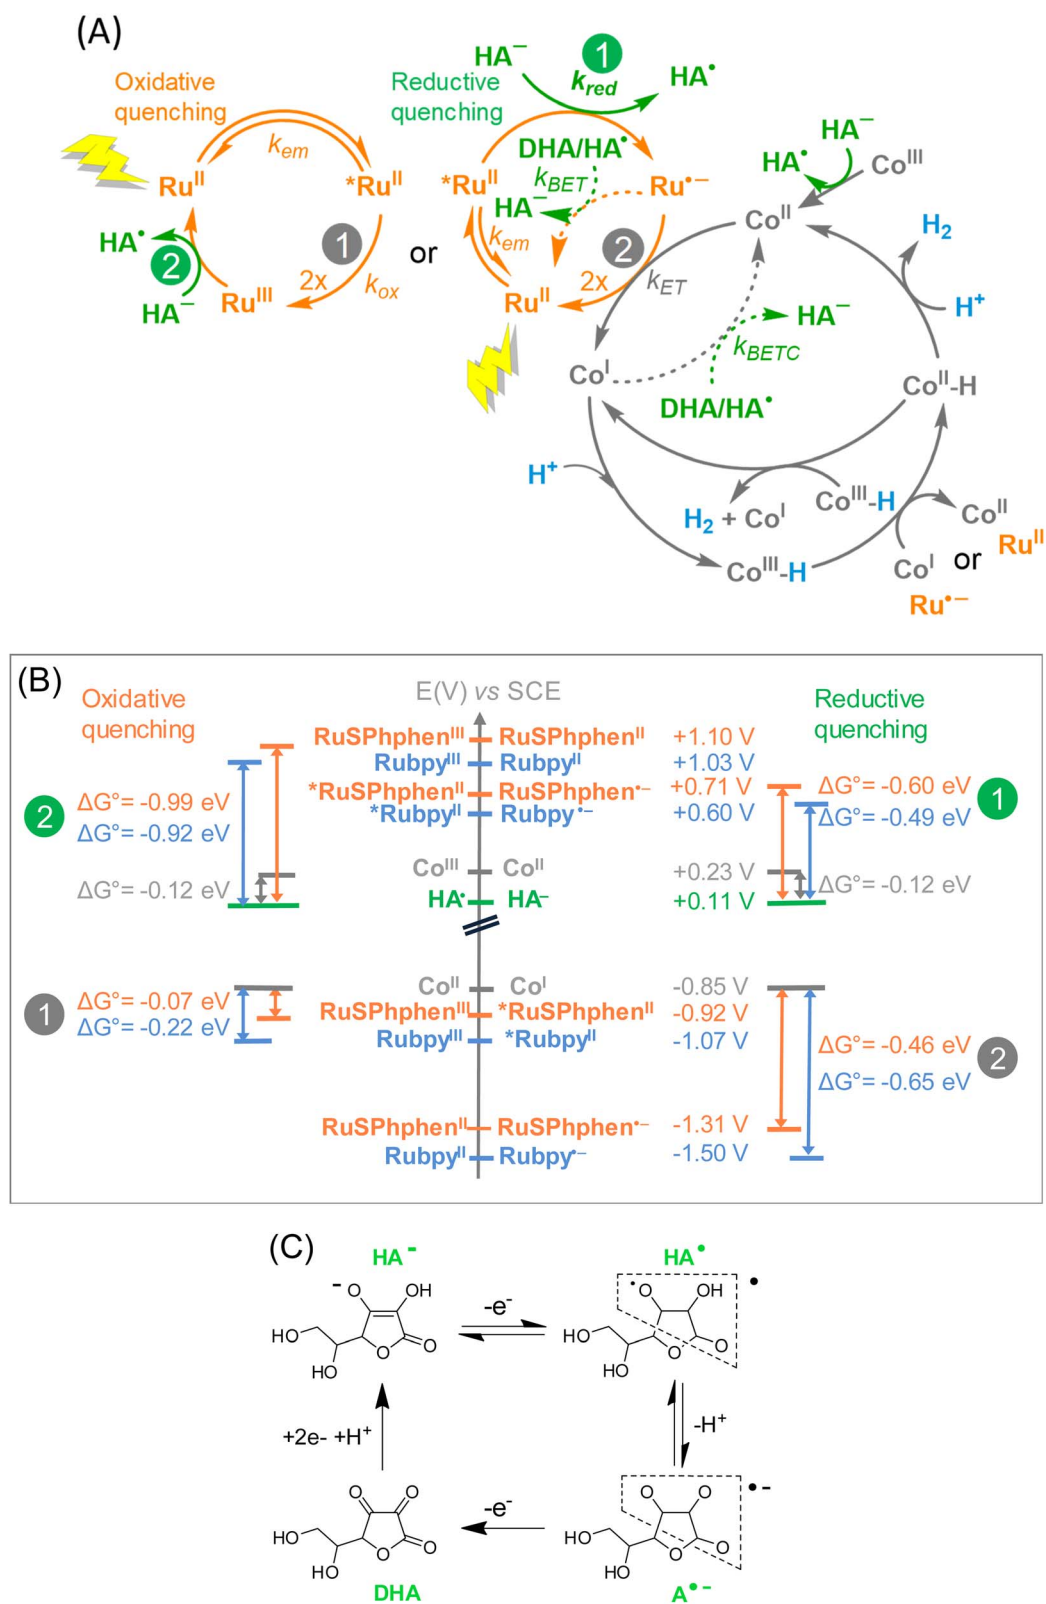 (A)
Oxidative
quenching
k_em
Ru^II
*Ru^II
HA^•
2
1
2x
k_ox
HA^−
Ru^III
or
Reductive
quenching
HA^−
1
k_red
HA^•
DHA/HA^•
*Ru^II
k_BET
Ru^•−
HA^−
k_em
2
2x
k_ET
Ru^II
HA^−
HA^•
Co^III
Co^II
H_2
H^+
HA^−
k_BETC
Co^I
DHA/HA^•
Co^II-H
H^+
Co^III-H
H_2 + Co^I
Co^II
Ru^II
Co^III-H
Co^I
or
Ru^•−
(B)
Oxidative
quenching
E(V) vs SCE
Reductive
quenching
RuSPhphen^III RuSPhphen^II +1.10 V
Rubpy^III Rubpy^II +1.03 V
*RuSPhphen^II RuSPhphen^•− +0.71 V
*Rubpy^II Rubpy^•− +0.60 V
2
ΔG°= -0.99 eV
ΔG°= -0.92 eV
ΔG°= -0.60 eV
ΔG°= -0.49 eV
1
Co^III Co^II +0.23 V
HA^• HA^− +0.11 V
ΔG°= -0.12 eV
ΔG°= -0.12 eV
Co^II Co^I -0.85 V
RuSPhphen^III *RuSPhphen^II -0.92 V
Rubpy^III *Rubpy^II -1.07 V
1
ΔG°= -0.07 eV
ΔG°= -0.22 eV
ΔG°= -0.46 eV
ΔG°= -0.65 eV
2
RuSPhphen^II RuSPhphen^•− -1.31 V
Rubpy^II Rubpy^•− -1.50 V
(C)
HA^-
HA^•
- O OH
HO O O
HO
-e^-
• O OH •
HO O O
HO
+2e- +H^+
-H^+
O O
HO O O
HO
-e^-
O O •-
HO O O
HO
DHA
A^•-